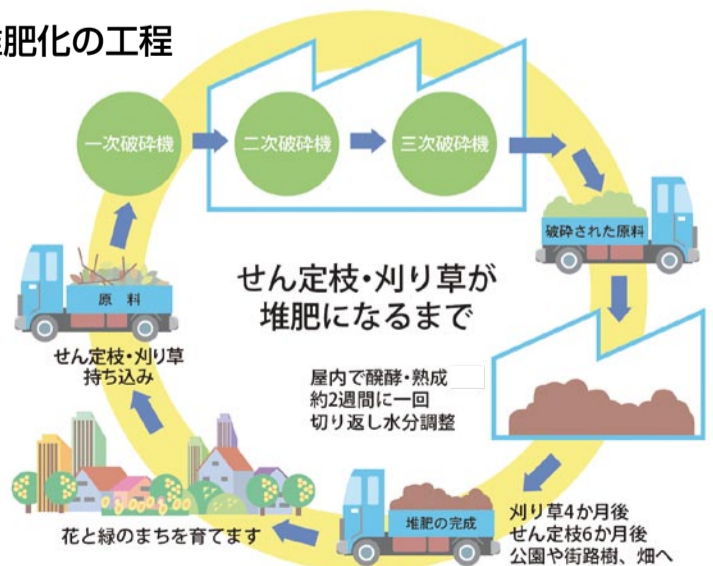 肥化の工程
一次破砕機
二次破砕機
三次破砕機
破砕された原料
原 料
せん定枝・刈り草
持ち込み
せん定枝・刈り草が
堆肥になるまで
屋内で醗酵・熟成
約2週間に一回
切り返し水分調整
堆肥の完成
刈り草4か月後
せん定枝6か月後
公園や街路樹、畑へ
花と緑のまちを育てます